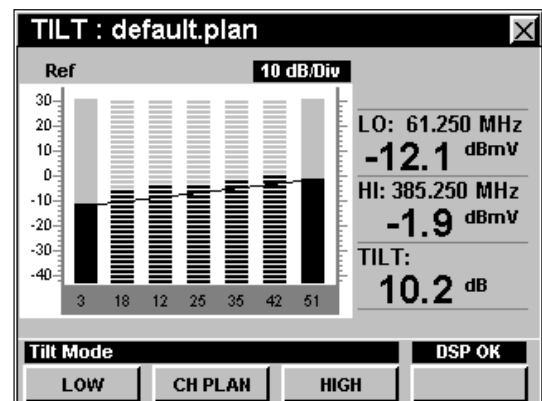 TILT : default.plan
Ref 10 dB/Div
30
20
10
0
-10
-20
-30
-40
3 18 12 25 35 42 51
LO: 61.250 MHz
-12.1 dBmV
HI: 385.250 MHz
-1.9 dBmV
TILT:
10.2 dB
Tilt Mode DSP OK
LOW CH PLAN HIGH